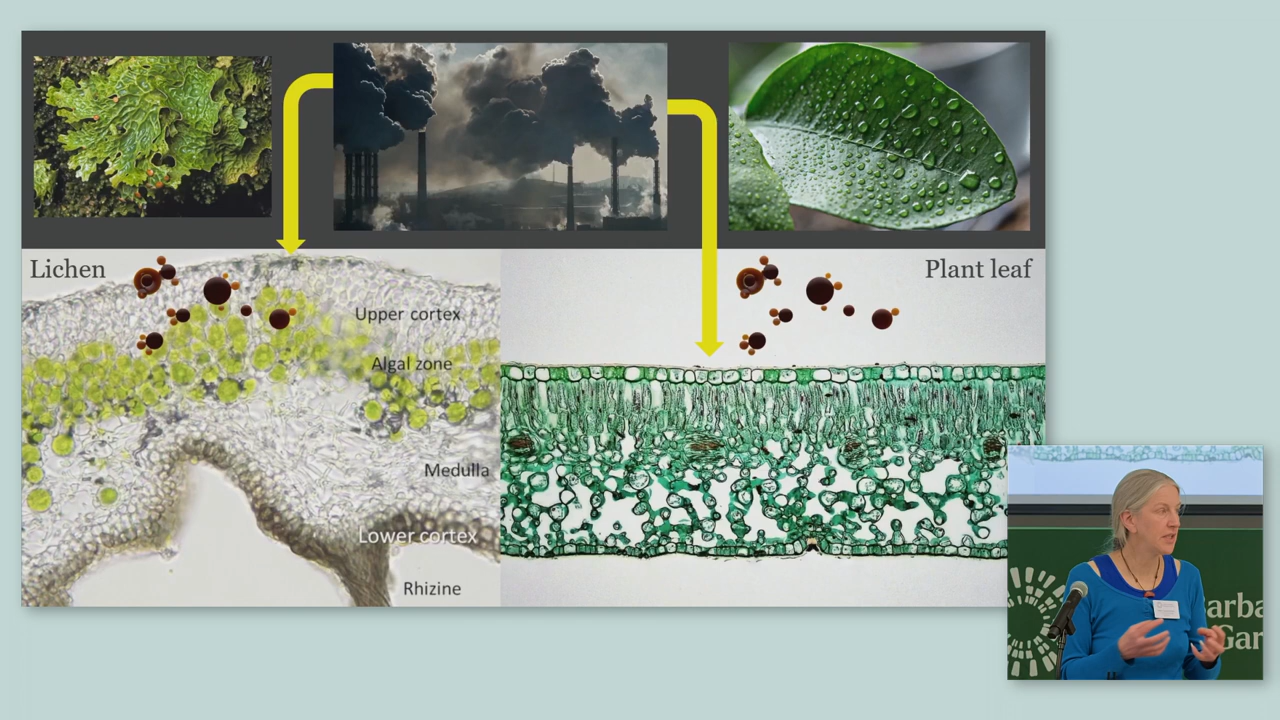 Lichen
Plant leaf
Upper cortex
Algal zone
Medulla
Lower cortex
Rhizine